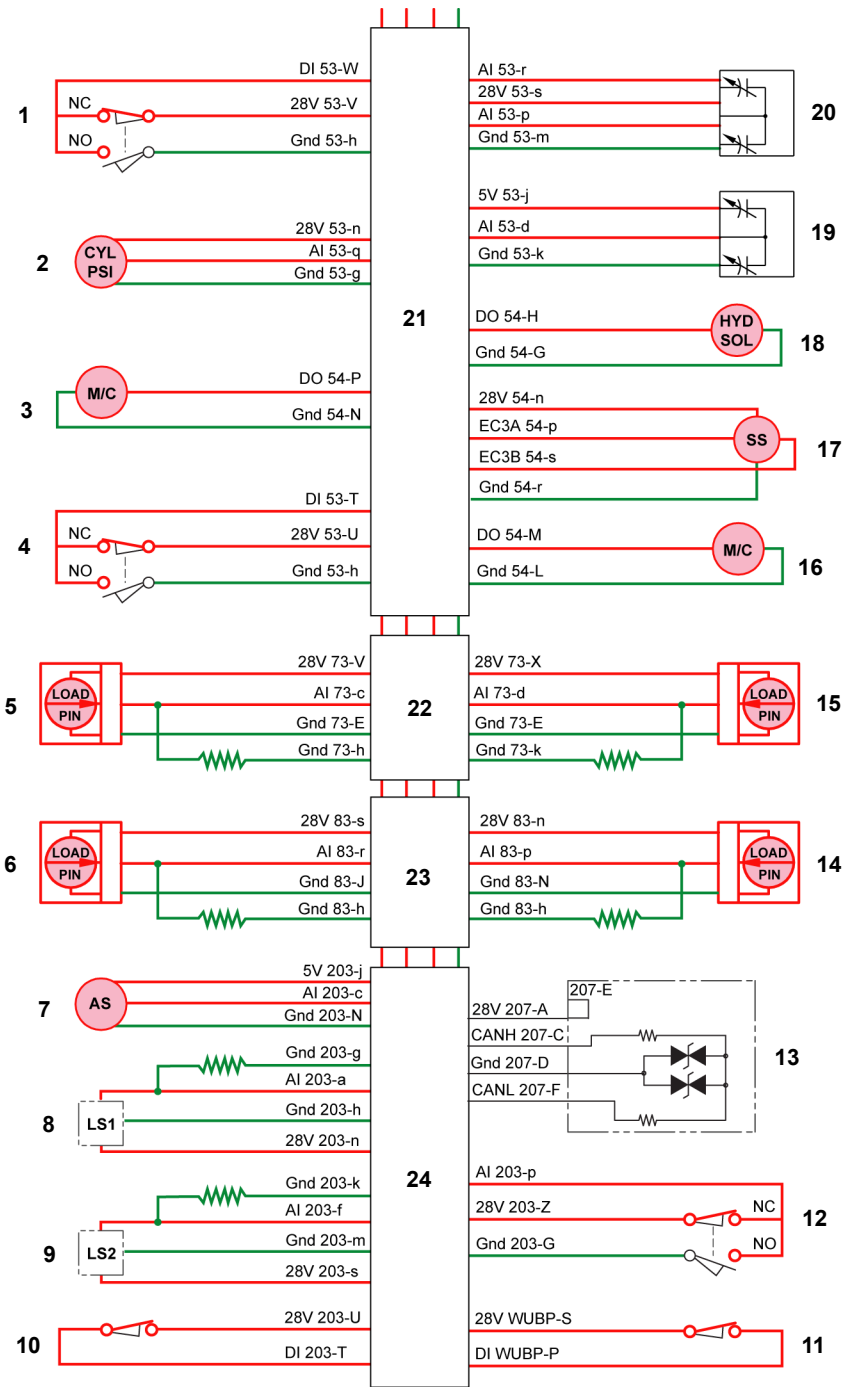 DI 53-W
1
NC
28V 53-V
NO
Gnd 53-h
28V 53-n
2
CYL
PSI
AI 53-q
Gnd 53-g
3
M/C
DO 54-P
Gnd 54-N
DI 53-T
4
NC
28V 53-U
NO
Gnd 53-h
21
AI 53-r
28V 53-s
AI 53-p
Gnd 53-m
20
5V 53-j
AI 53-d
Gnd 53-k
19
DO 54-H
HYD
SOL
Gnd 54-G
18
28V 54-n
EC3A 54-p
SS
EC3B 54-s
17
Gnd 54-r
DO 54-M
M/C
Gnd 54-L
16
5
LOAD
PIN
28V 73-V
AI 73-c
Gnd 73-E
Gnd 73-h
22
28V 73-X
AI 73-d
Gnd 73-E
Gnd 73-k
LOAD
PIN
15
6
LOAD
PIN
28V 83-s
AI 83-r
Gnd 83-J
Gnd 83-h
23
28V 83-n
AI 83-p
Gnd 83-N
Gnd 83-h
LOAD
PIN
14
7
AS
5V 203-j
AI 203-c
Gnd 203-N
Gnd 203-g
AI 203-a
8
LS1
Gnd 203-h
28V 203-n
Gnd 203-k
AI 203-f
9
LS2
Gnd 203-m
28V 203-s
10
28V 203-U
DI 203-T
24
207-E
28V 207-A
CANH 207-C
Gnd 207-D
CANL 207-F
13
AI 203-p
28V 203-Z
NC
12
Gnd 203-G
NO
28V WUBP-S
DI WUBP-P
11